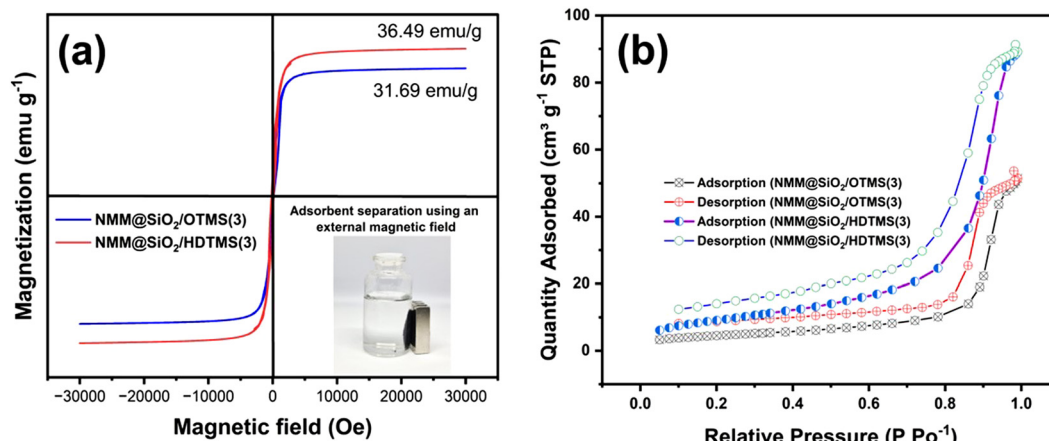 (a)
36.49 emu/g
31.69 emu/g
Magnetization (emu g⁻¹)
NMM@SiO₂/OTMS(3)
NMM@SiO₂/HDTMS(3)
Adsorbent separation using an
external magnetic field
−30000 −20000 −10000 0 10000 20000 30000
Magnetic field (Oe)
(b)
Quantity Adsorbed (cm³ g⁻¹ STP)
100
80
60
40
20
0
Adsorption (NMM@SiO₂/OTMS(3)
Desorption (NMM@SiO₂/OTMS(3)
Adsorption (NMM@SiO₂/HDTMS(3)
Desorption (NMM@SiO₂/HDTMS(3)
0.0 0.2 0.4 0.6 0.8 1.0
Relative Pressure (P Po⁻¹)